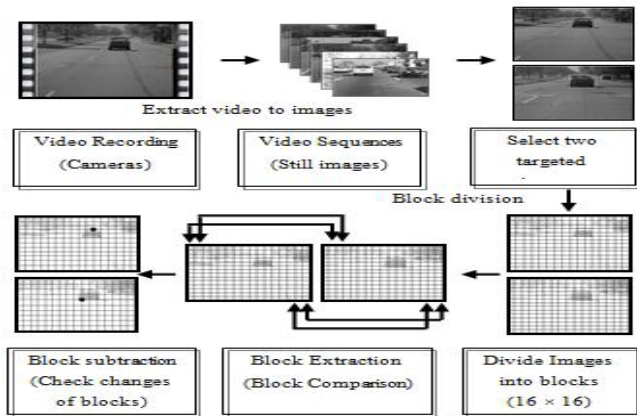 Extract video to images
Video Recording
(Cameras)
Video Sequences
(Still images)
Select two
targeted
Block division
Block subtraction
(Check changes
of blocks)
Block Extraction
(Block Comparison)
Divide Images
into blocks
(16 × 16)